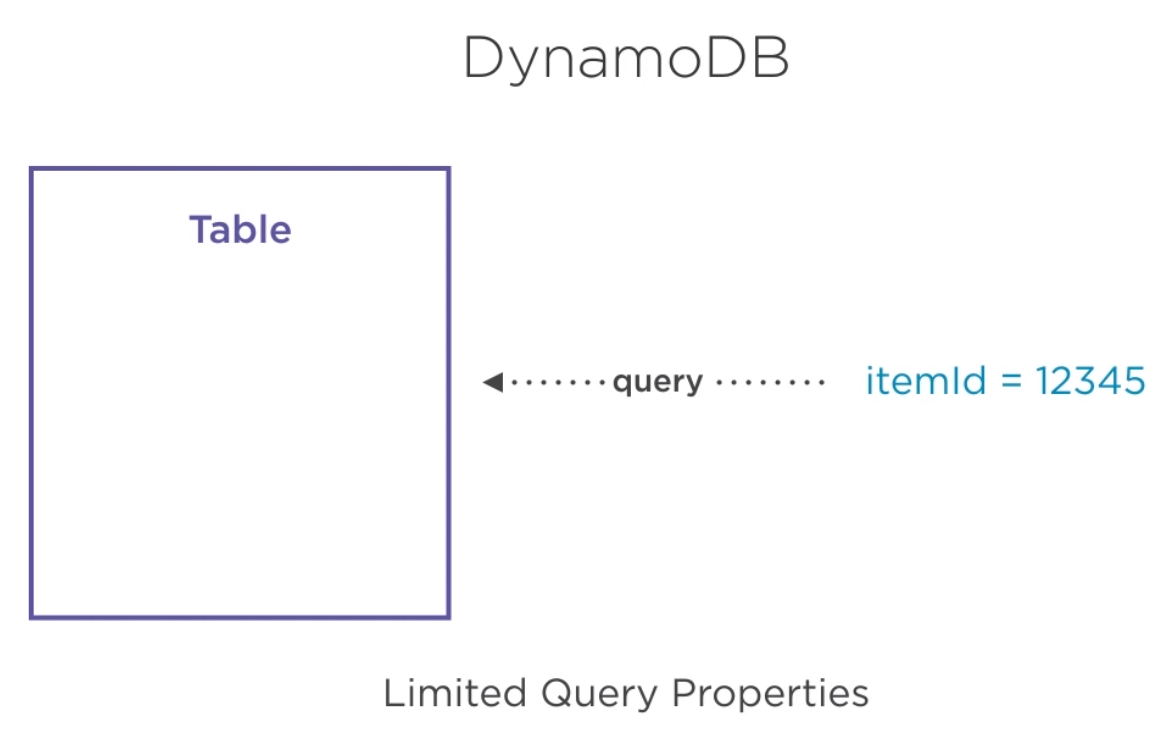 DynamoDB
Table
query
itemId = 12345
Limited Query Properties